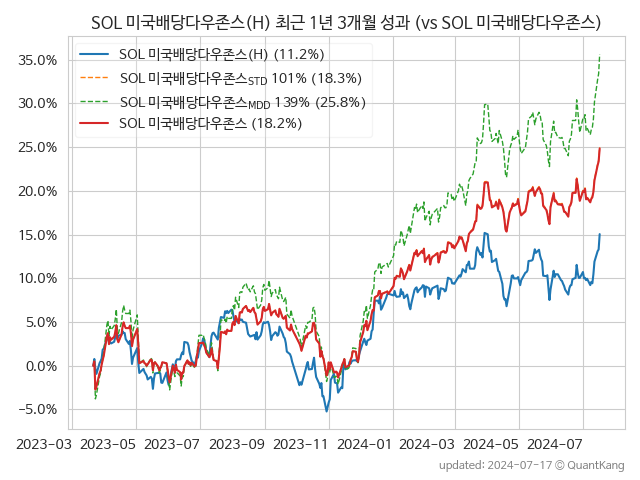 SOL 미국배당다우존스(H) 최근 1년 3개월 성과 (vs SOL 미국배당다우존스)
SOL 미국배당다우존스(H) (11.2%)
SOL 미국배당다우존스STD 101% (18.3%)
SOL 미국배당다우존스MDD 139% (25.8%)
SOL 미국배당다우존스 (18.2%)
35.0%
30.0%
25.0%
20.0%
15.0%
10.0%
5.0%
0.0%
−5.0%
2023−03 2023−05 2023−07 2023−09 2023−11 2024−01 2024−03 2024−05 2024−07
updated: 2024-07-17 © QuantKang